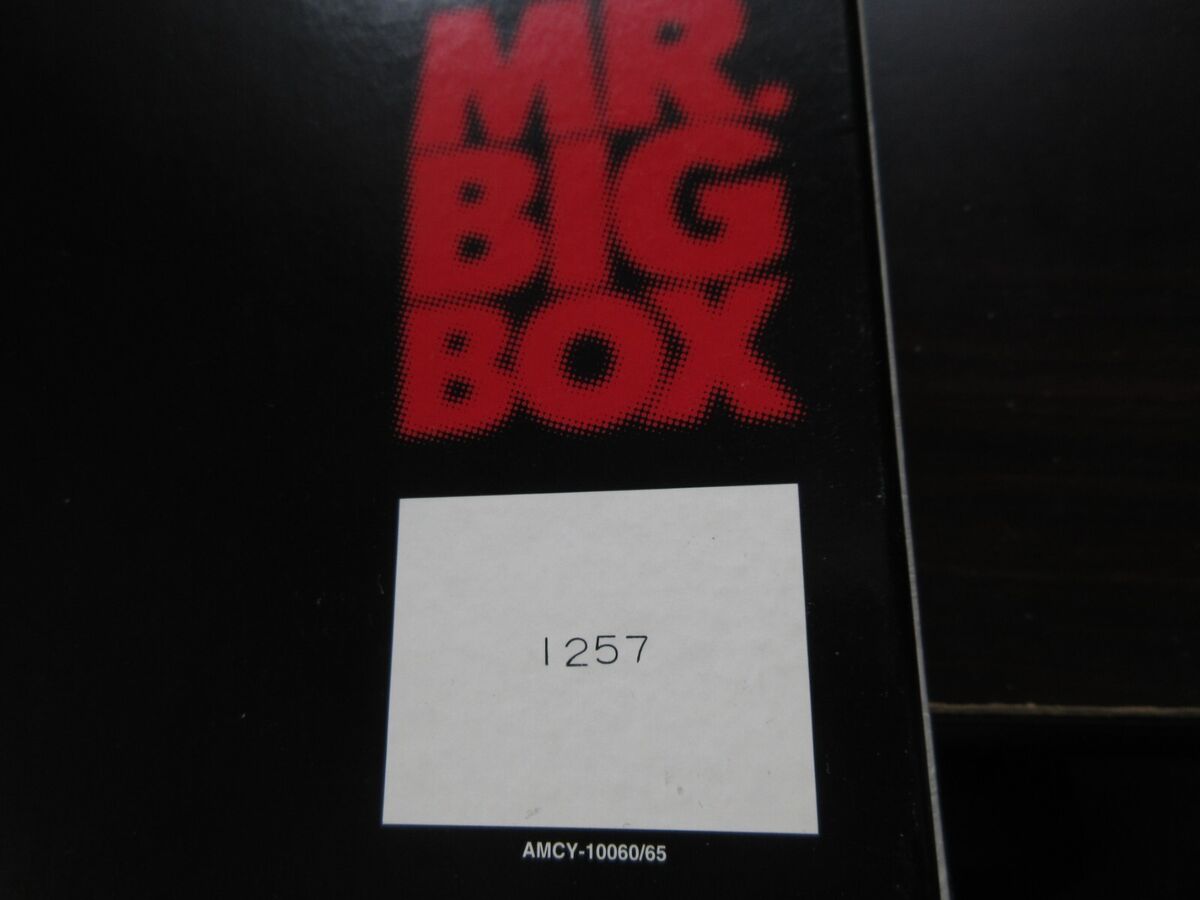 MR.
BIG
BOX
1257
AMCY-10060/65